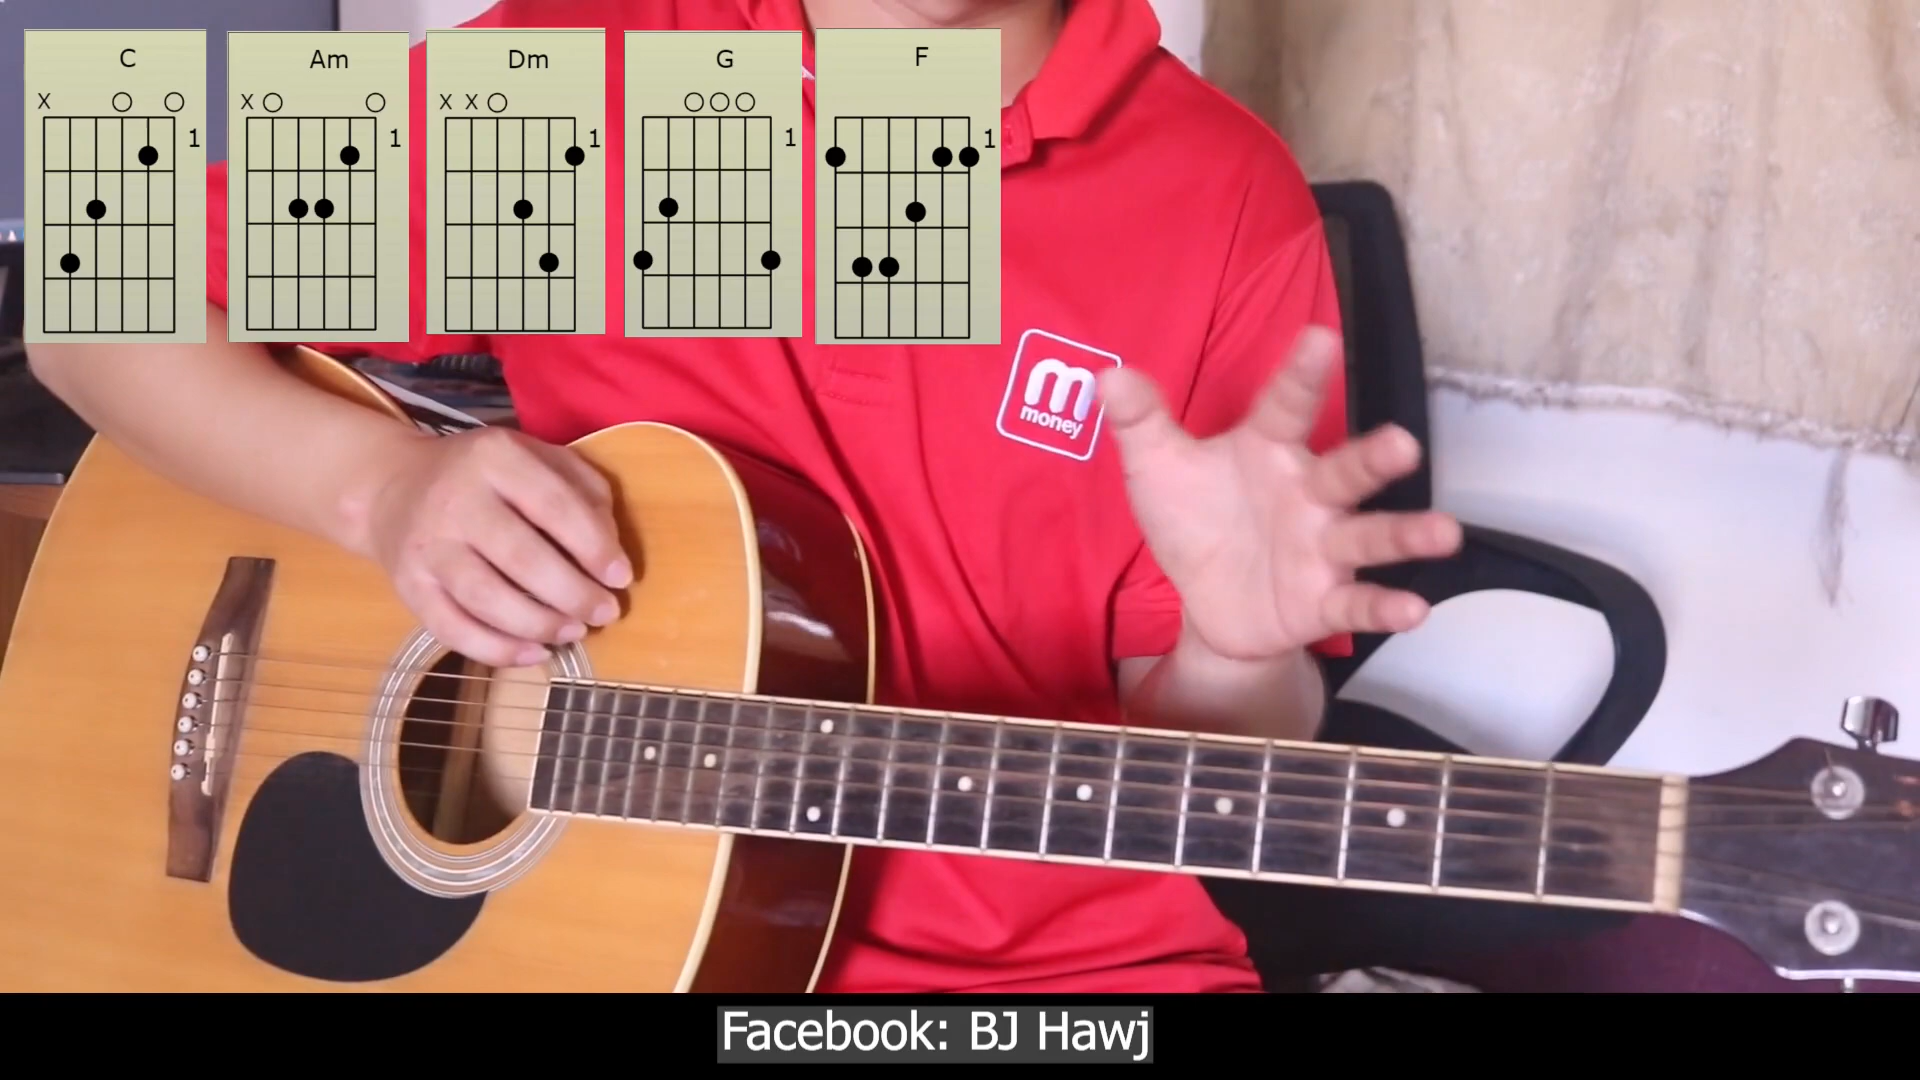 C Am Dm G F
X O O X O O X X O O O O
1 1 1 1 1
m
money
Facebook: BJ Hawj